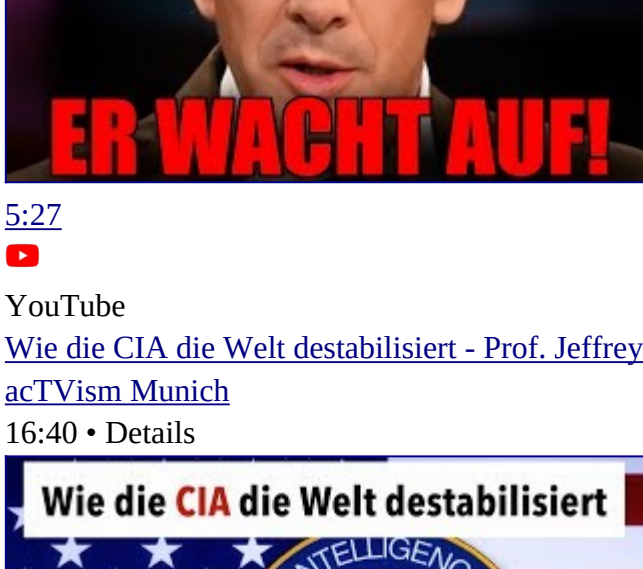 ER WACHT AUF!
5:27
YouTube
Wie die CIA die Welt destabilisiert - Prof. Jeffrey
acTVism Munich
16:40 • Details
Wie die CIA die Welt destabilisiert